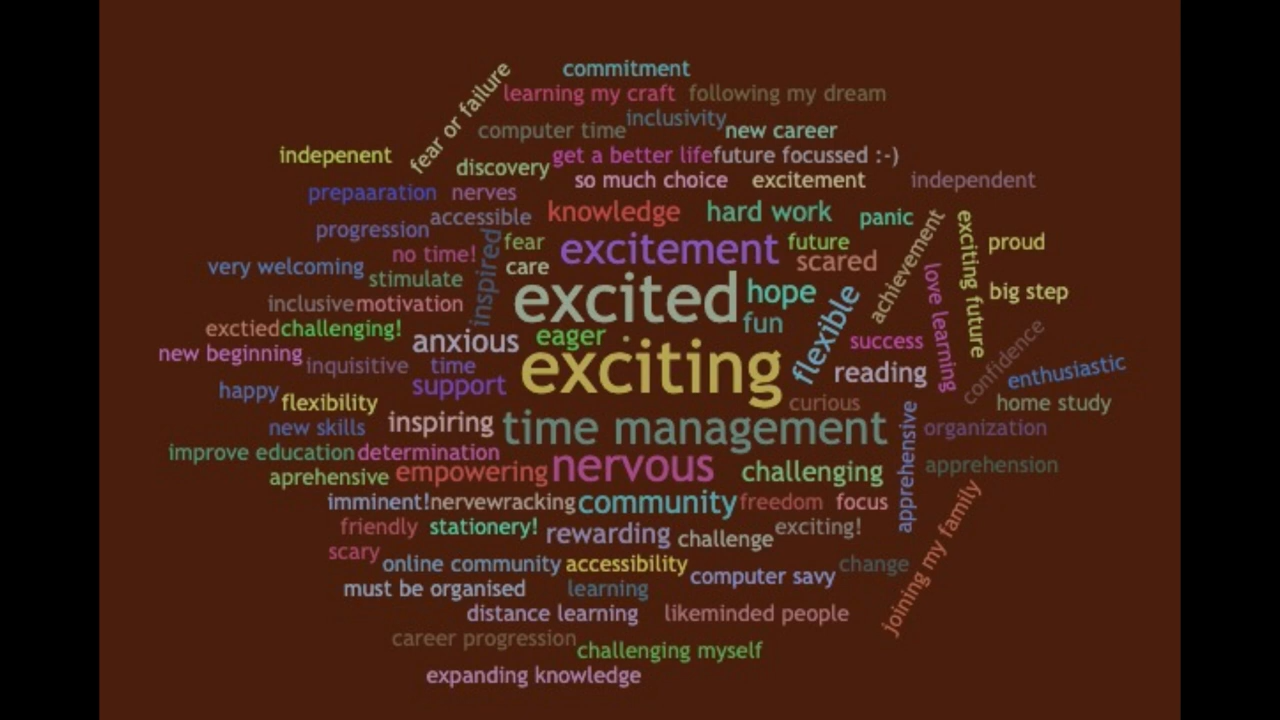 commitment
fear or failure
learning my craft
following my dream
inclusivity
computer time
new career
indepenent
get a better life
future focussed :-)
discovery
so much choice
excitement
independent
prepaaration
nerves
knowledge
hard work
panic
accessible
progression
achievement
exciting future
proud
fear
excitement
future
no time!
inspired
scared
very welcoming
care
stimulate
love learning
big step
excited
hope
inclusive
motivation
flexible
fun
exctied
challenging!
anxious
eager
success
new beginning
inquisitive
time
exciting
confidence
reading
enthusiastic
support
happy
flexibility
curious
home study
new skills
inspiring
time management
organization
improve education
determination
apprehensive
apprehension
aprehensive
empowering
nervous
challenging
imminent!
nervewracking
community
freedom
focus
friendly
stationery!
rewarding
challenge
exciting!
joining my family
scary
online community
accessibility
change
computer savy
must be organised
learning
distance learning
likeminded people
career progression
challenging myself
expanding knowledge